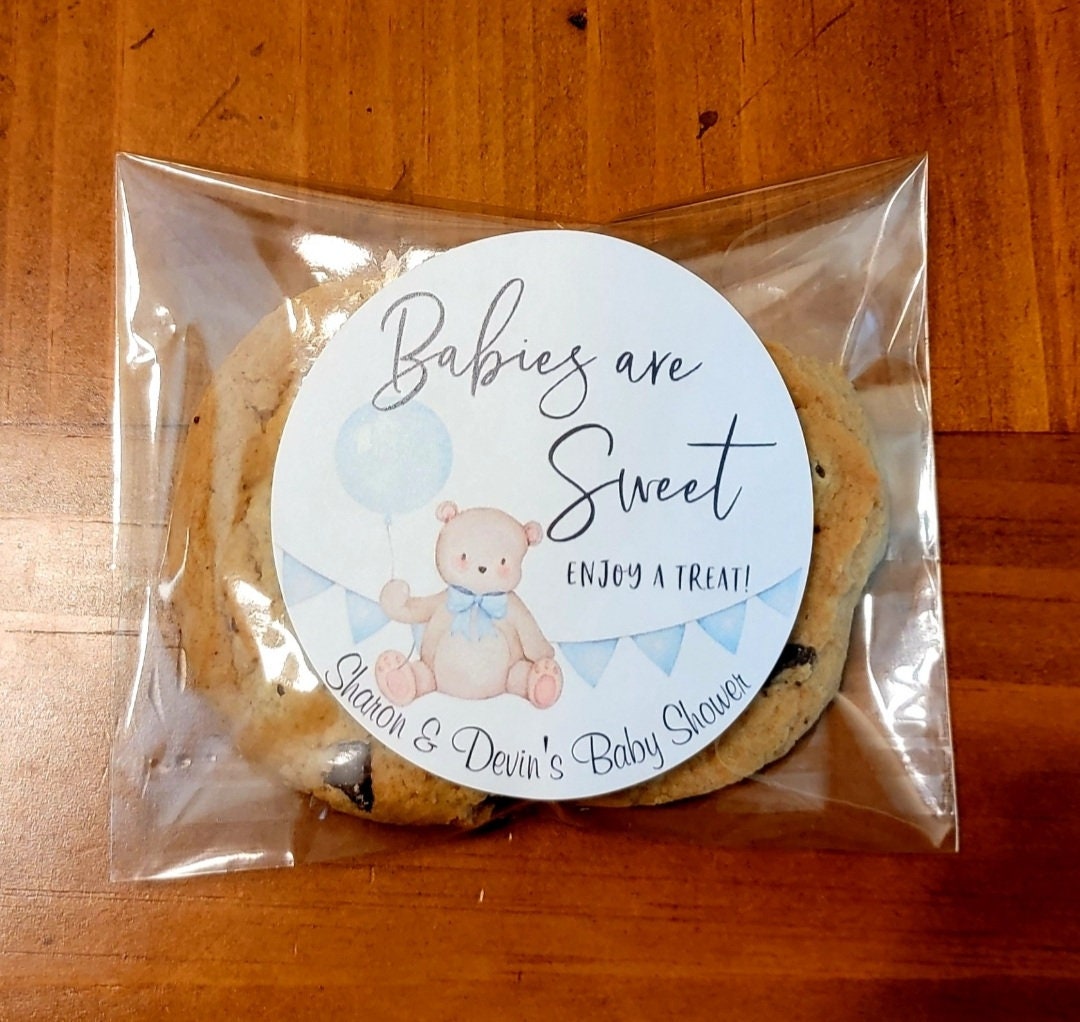 Babies are
Sweet
ENJOY A TREAT!
Sharon & Devin's Baby Shower